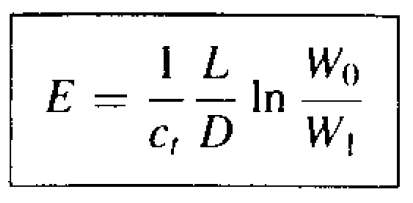 E = \frac{1}{c_t} \frac{L}{D} \ln \frac{W_0}{W_1}